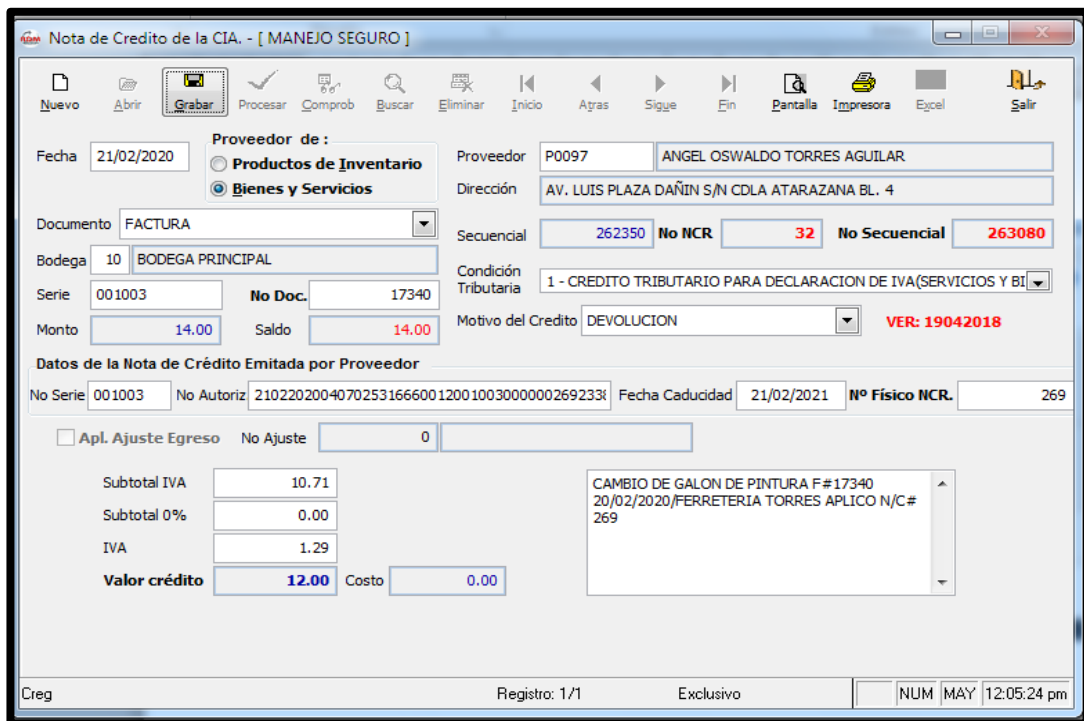 Nota de Credito de la CIA. - [ MANEJO SEGURO ]
Nuevo Abrir Grabar Procesar Comprob Buscar Eliminar Inicio Atras Sigue Fin Pantalla Impresora Excel Salir
Fecha 21/02/2020
Proveedor de :
Productos de Inventario
Bienes y Servicios
Proveedor P0097 ANGEL OSWALDO TORRES AGUILAR
Dirección AV. LUIS PLAZA DAÑIN S/N CDLA ATARAZANA BL. 4
Documento FACTURA
Secuencial 262350 No NCR 32 No Secuencial 263080
Bodega 10 BODEGA PRINCIPAL
Condición Tributaria 1 - CREDITO TRIBUTARIO PARA DECLARACION DE IVA(SERVICIOS Y BI
Serie 001003 No Doc. 17340
Monto 14.00 Saldo 14.00
Motivo del Credito DEVOLUCION VER: 19042018
Datos de la Nota de Crédito Emitada por Proveedor
No Serie 001003 No Autoriz 2102202004070253166600120010030000002692338 Fecha Caducidad 21/02/2021 Nº Físico NCR. 269
Apl. Ajuste Egreso No Ajuste 0
Subtotal IVA 10.71
Subtotal 0% 0.00
IVA 1.29
Valor crédito 12.00 Costo 0.00
CAMBIO DE GALON DE PINTURA F#17340
20/02/2020/FERRETERIA TORRES APLICO N/C#
269
Creg Registro: 1/1 Exclusivo NUM MAY 12:05:24 pm